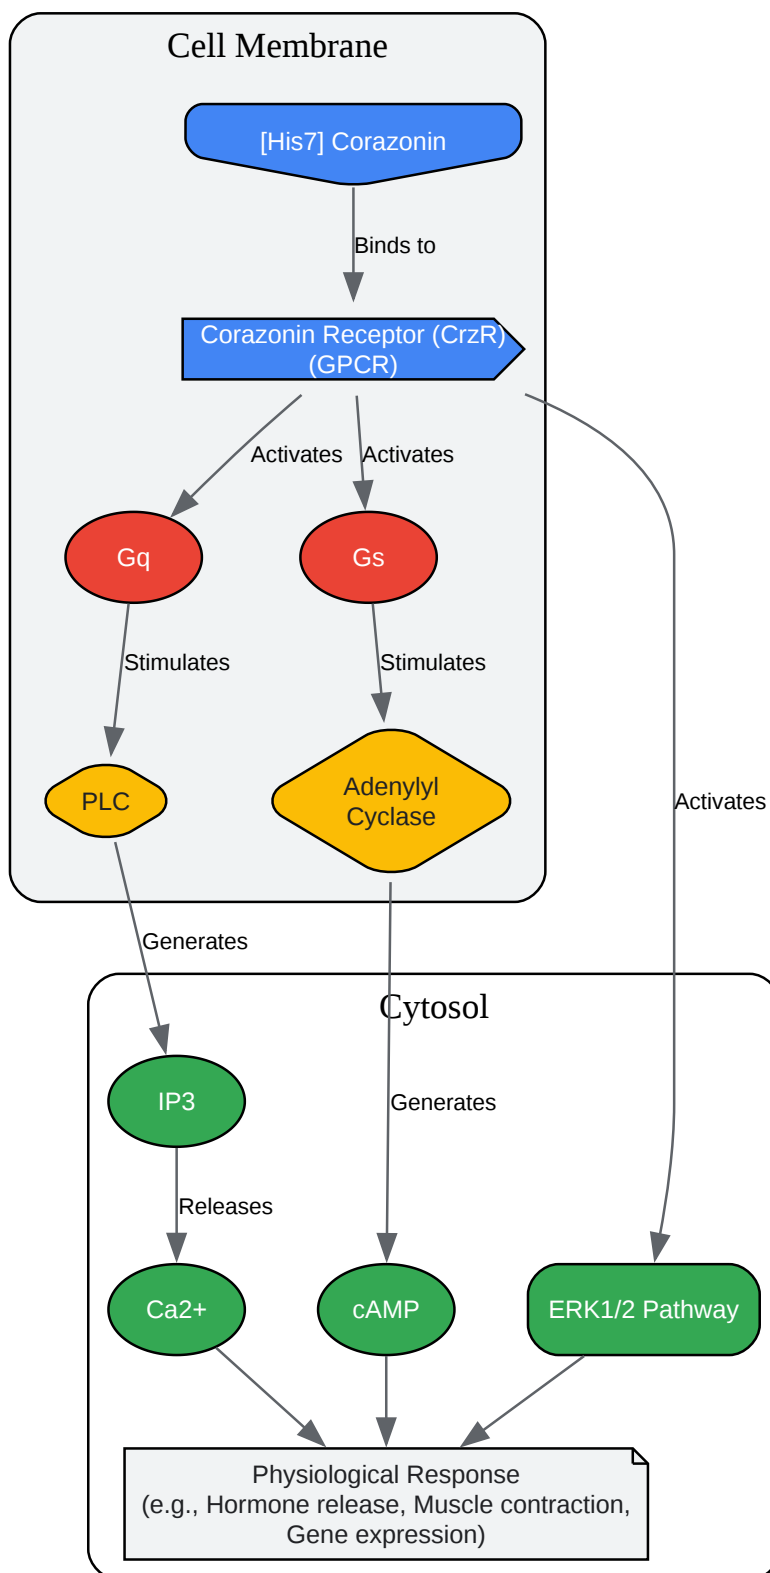 Cell Membrane
[His7] Corazonin
Binds to
Corazonin Receptor (CrzR)
(GPCR)
Activates
Activates
Gq
Gs
Stimulates
Stimulates
PLC
Adenylyl
Cyclase
Activates
Generates
Cytosol
IP3
Generates
Releases
Ca2+
cAMP
ERK1/2 Pathway
Physiological Response
(e.g., Hormone release, Muscle contraction,
Gene expression)